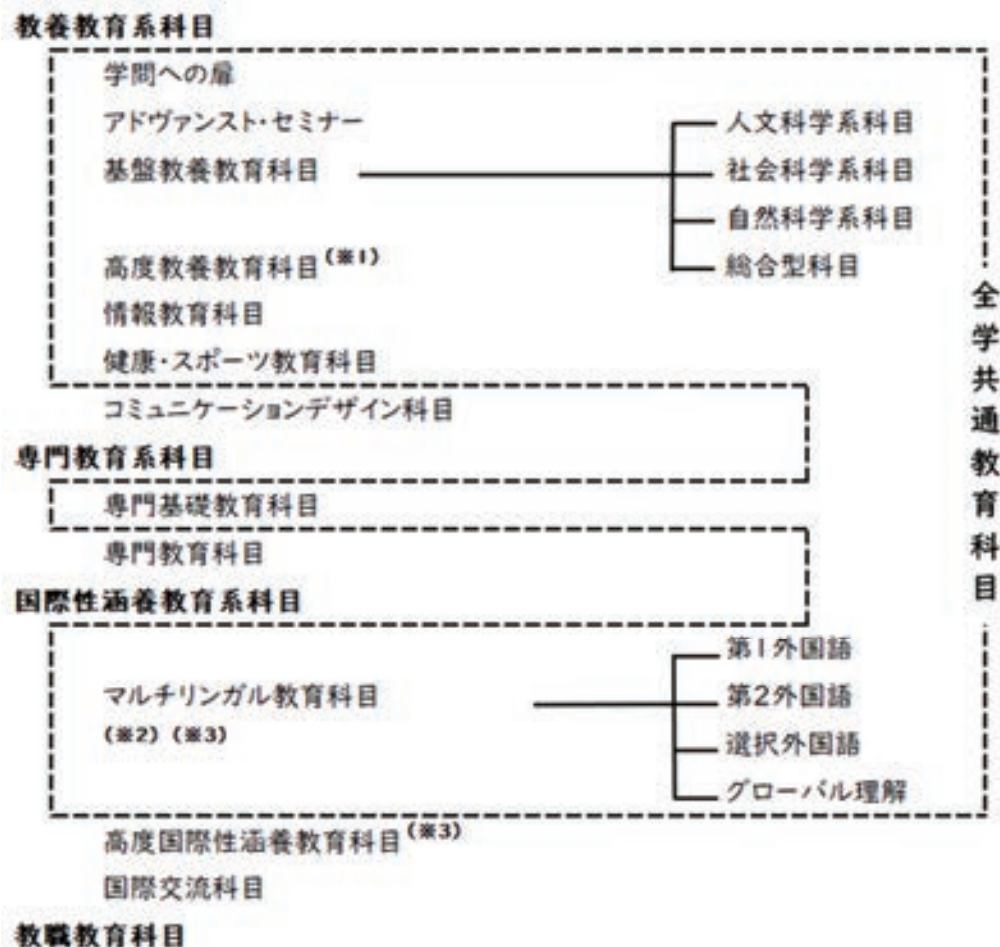 教養教育系科目
学問への扉
アドヴァンスト・セミナー
人文科学系科目
基盤教養教育科目
社会科学系科目
自然科学系科目
高度教養教育科目(※1)
総合型科目
情報教育科目
健康・スポーツ教育科目
コミュニケーションデザイン科目
専門教育系科目
専門基礎教育科目
専門教育科目
国際性涵養教育系科目
第1外国語
マルチリンガル教育科目
第2外国語
(※2) (※3)
選択外国語
グローバル理解
高度国際性涵養教育科目(※3)
国際交流科目
教職教育科目
全学共通教育科目